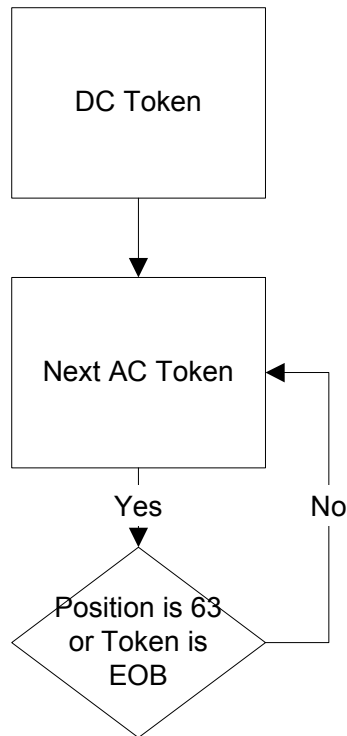 DC Token
Next AC Token
Yes
No
Position is 63
or Token is
EOB